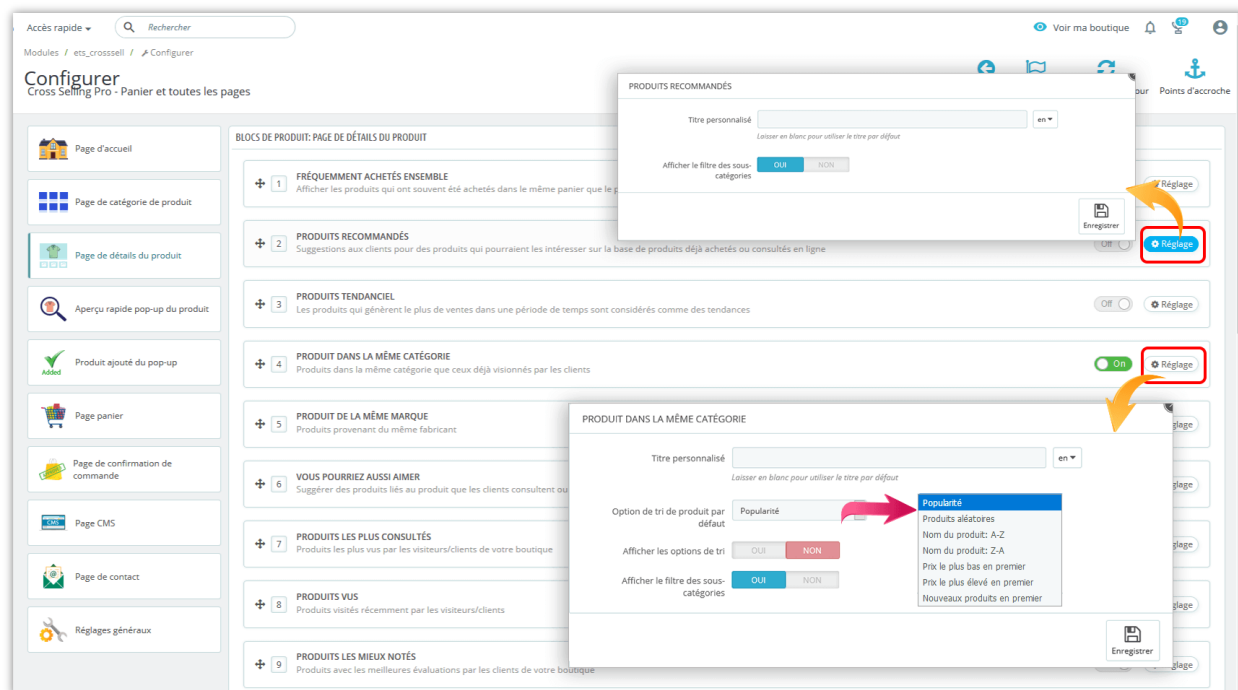 Accès rapide
Rechercher
Voir ma boutique
19
Modules / ets_crosssell / Configurer
Configurer
Cross Selling Pro - Panier et toutes les pages
Points d'accroche
Page d'accueil
Page de catégorie de produit
Page de détails du produit
Aperçu rapide pop-up du produit
Added
Produit ajouté du pop-up
Page panier
Page de confirmation de
commande
CMS
Page CMS
Page de contact
Réglages généraux
BLOCS DE PRODUIT: PAGE DE DÉTAILS DU PRODUIT
1
FRÉQUEMMENT ACHETÉS ENSEMBLE
Afficher les produits qui ont souvent été achetés dans le même panier que le
Réglage
2
PRODUITS RECOMMANDÉS
Suggestions aux clients pour des produits qui pourraient les intéresser sur la base de produits déjà achetés ou consultés en ligne
Off
Réglage
3
PRODUITS TENDANCIEL
Les produits qui génèrent le plus de ventes dans une période de temps sont considérés comme des tendances
Off
Réglage
4
PRODUIT DANS LA MÊME CATÉGORIE
Produits dans la même catégorie que ceux déjà visionnés par les clients
On
Réglage
5
PRODUIT DE LA MÊME MARQUE
Produits provenant du même fabricant
6
VOUS POURRIEZ AUSSI AIMER
Suggérer des produits liés au produit que les clients consultent ou
7
PRODUITS LES PLUS CONSULTÉS
Produits les plus vus par les visiteurs/clients de votre boutique
8
PRODUITS VUS
Produits visités récemment par les visiteurs/clients
9
PRODUITS LES MIEUX NOTÉS
Produits avec les meilleures évaluations par les clients de votre boutique
PRODUITS RECOMMANDÉS
Titre personnalisé
en
Laisser en blanc pour utiliser le titre par défaut
Afficher le filtre des sous-
catégories
OUI NON
Enregistrer
PRODUIT DANS LA MÊME CATÉGORIE
Titre personnalisé
en
Laisser en blanc pour utiliser le titre par défaut
Option de tri de produit par
défaut
Popularité
Popularité
Produits aléatoires
Nom du produit: A-Z
Nom du produit: Z-A
Prix le plus bas en premier
Prix le plus élevé en premier
Nouveaux produits en premier
Afficher les options de tri
OUI NON
Afficher le filtre des sous-
catégories
OUI NON
Enregistrer